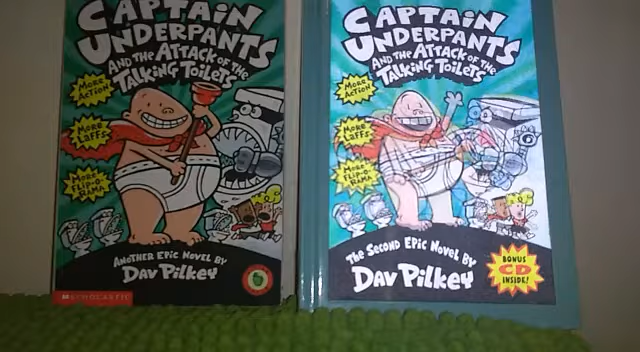 CAPTAIN
UNDERPANTS
AND THE ATTACK OF THE
TALKING TOILETS
MORE
ACTION
MORE
LAFFS
MORE
FLIP-O-
RAMA
ANOTHER EPIC NOVEL BY
DAV PILKEY
SCHOLASTIC
CAPTAIN
UNDERPANTS
AND THE ATTACK OF THE
TALKING TOILETS
MORE
ACTION
MORE
LAFFS
MORE
FLIP-O-
RAMA
THE SECOND EPIC NOVEL BY
DAV PILKEY
BONUS
CD
INSIDE!